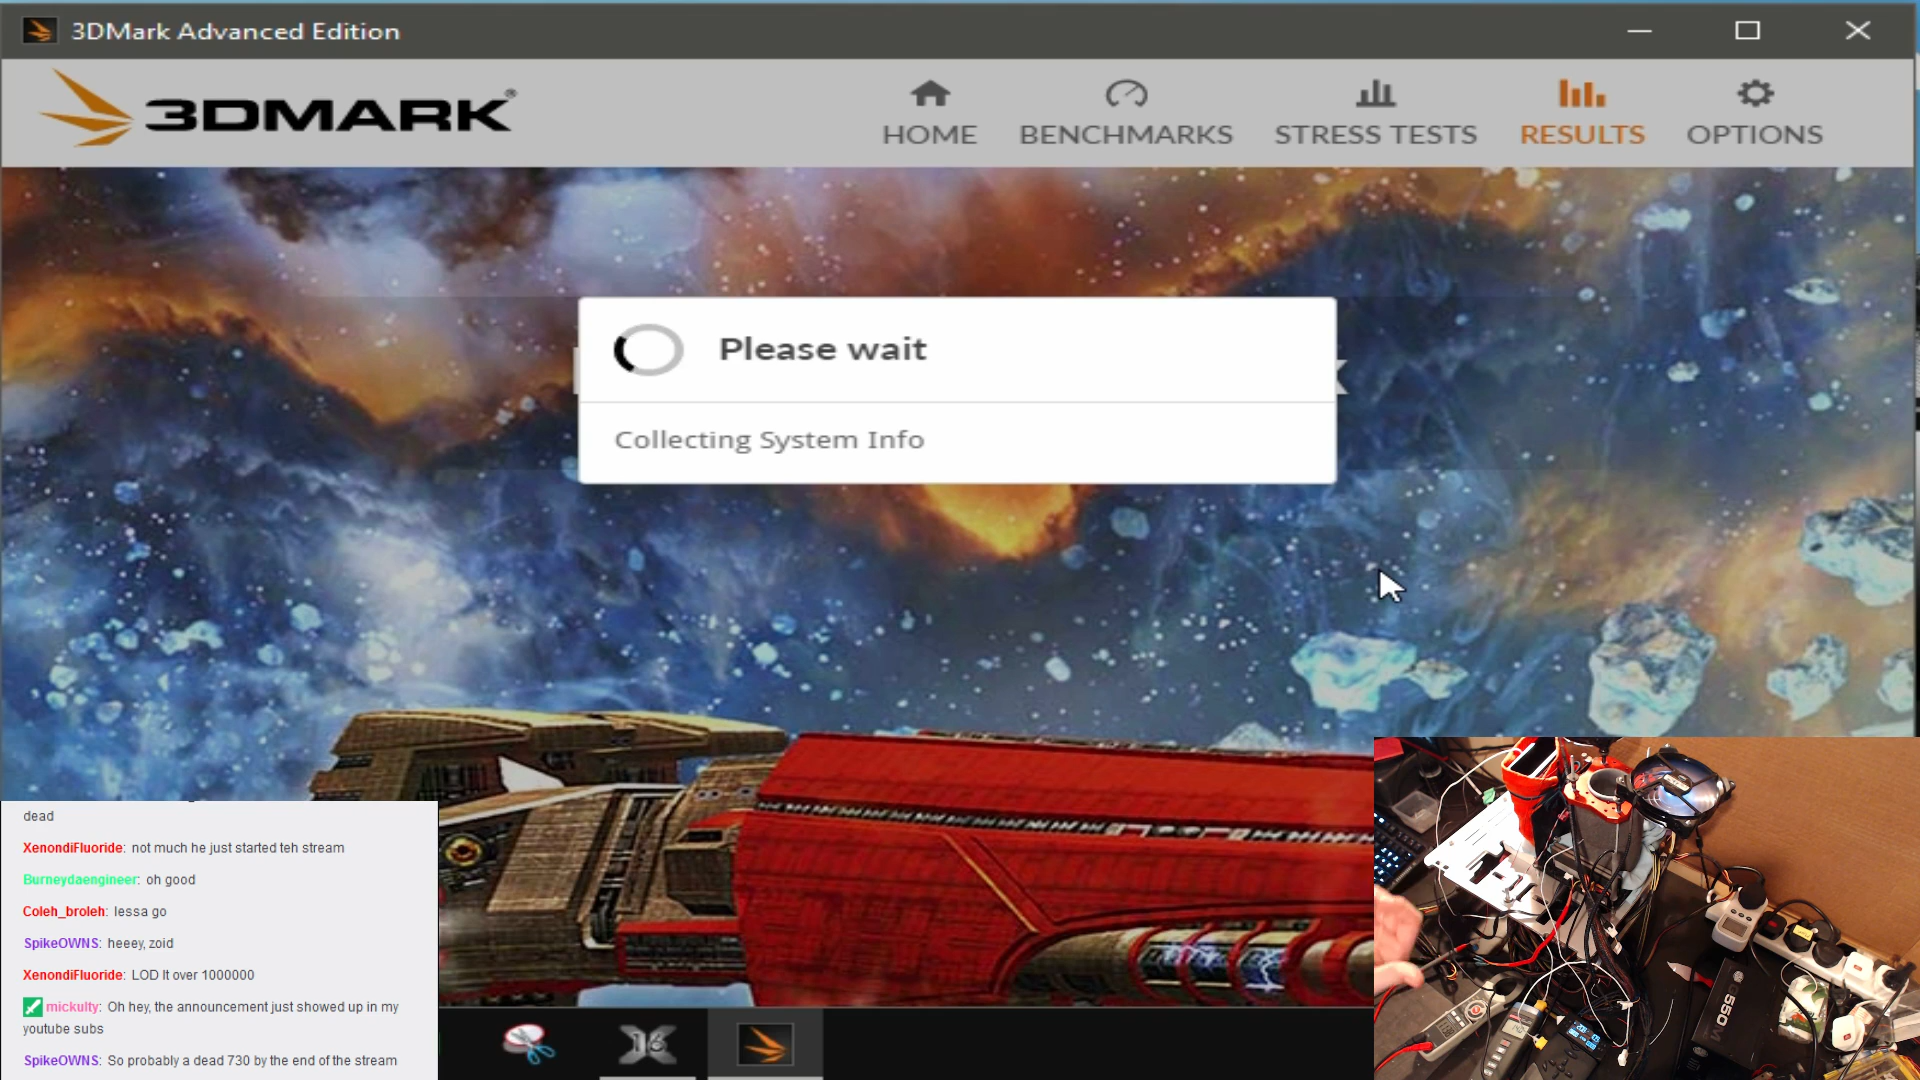 3DMark Advanced Edition
3DMARK®
HOME
BENCHMARKS
STRESS TESTS
RESULTS
OPTIONS
Please wait
Collecting System Info
dead
XenondiFluoride: not much he just started teh stream
Burneydaengineer: oh good
Coleh_broleh: lessa go
SpikeOWNS: heeey, zoid
XenondiFluoride: LOD It over 1000000
mickulty: Oh hey, the announcement just showed up in my
youtube subs
SpikeOWNS: So probably a dead 730 by the end of the stream
16
G550M